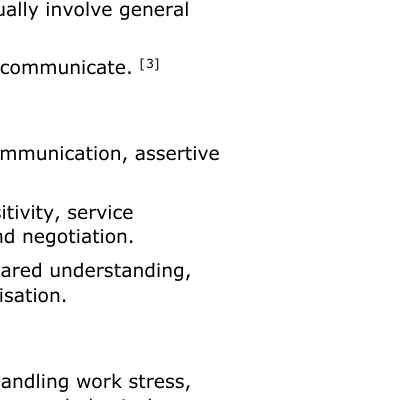 ually involve general
communicate. [3]
mmunication, assertive
itivity, service
nd negotiation.
ared understanding,
isation.
andling work stress,